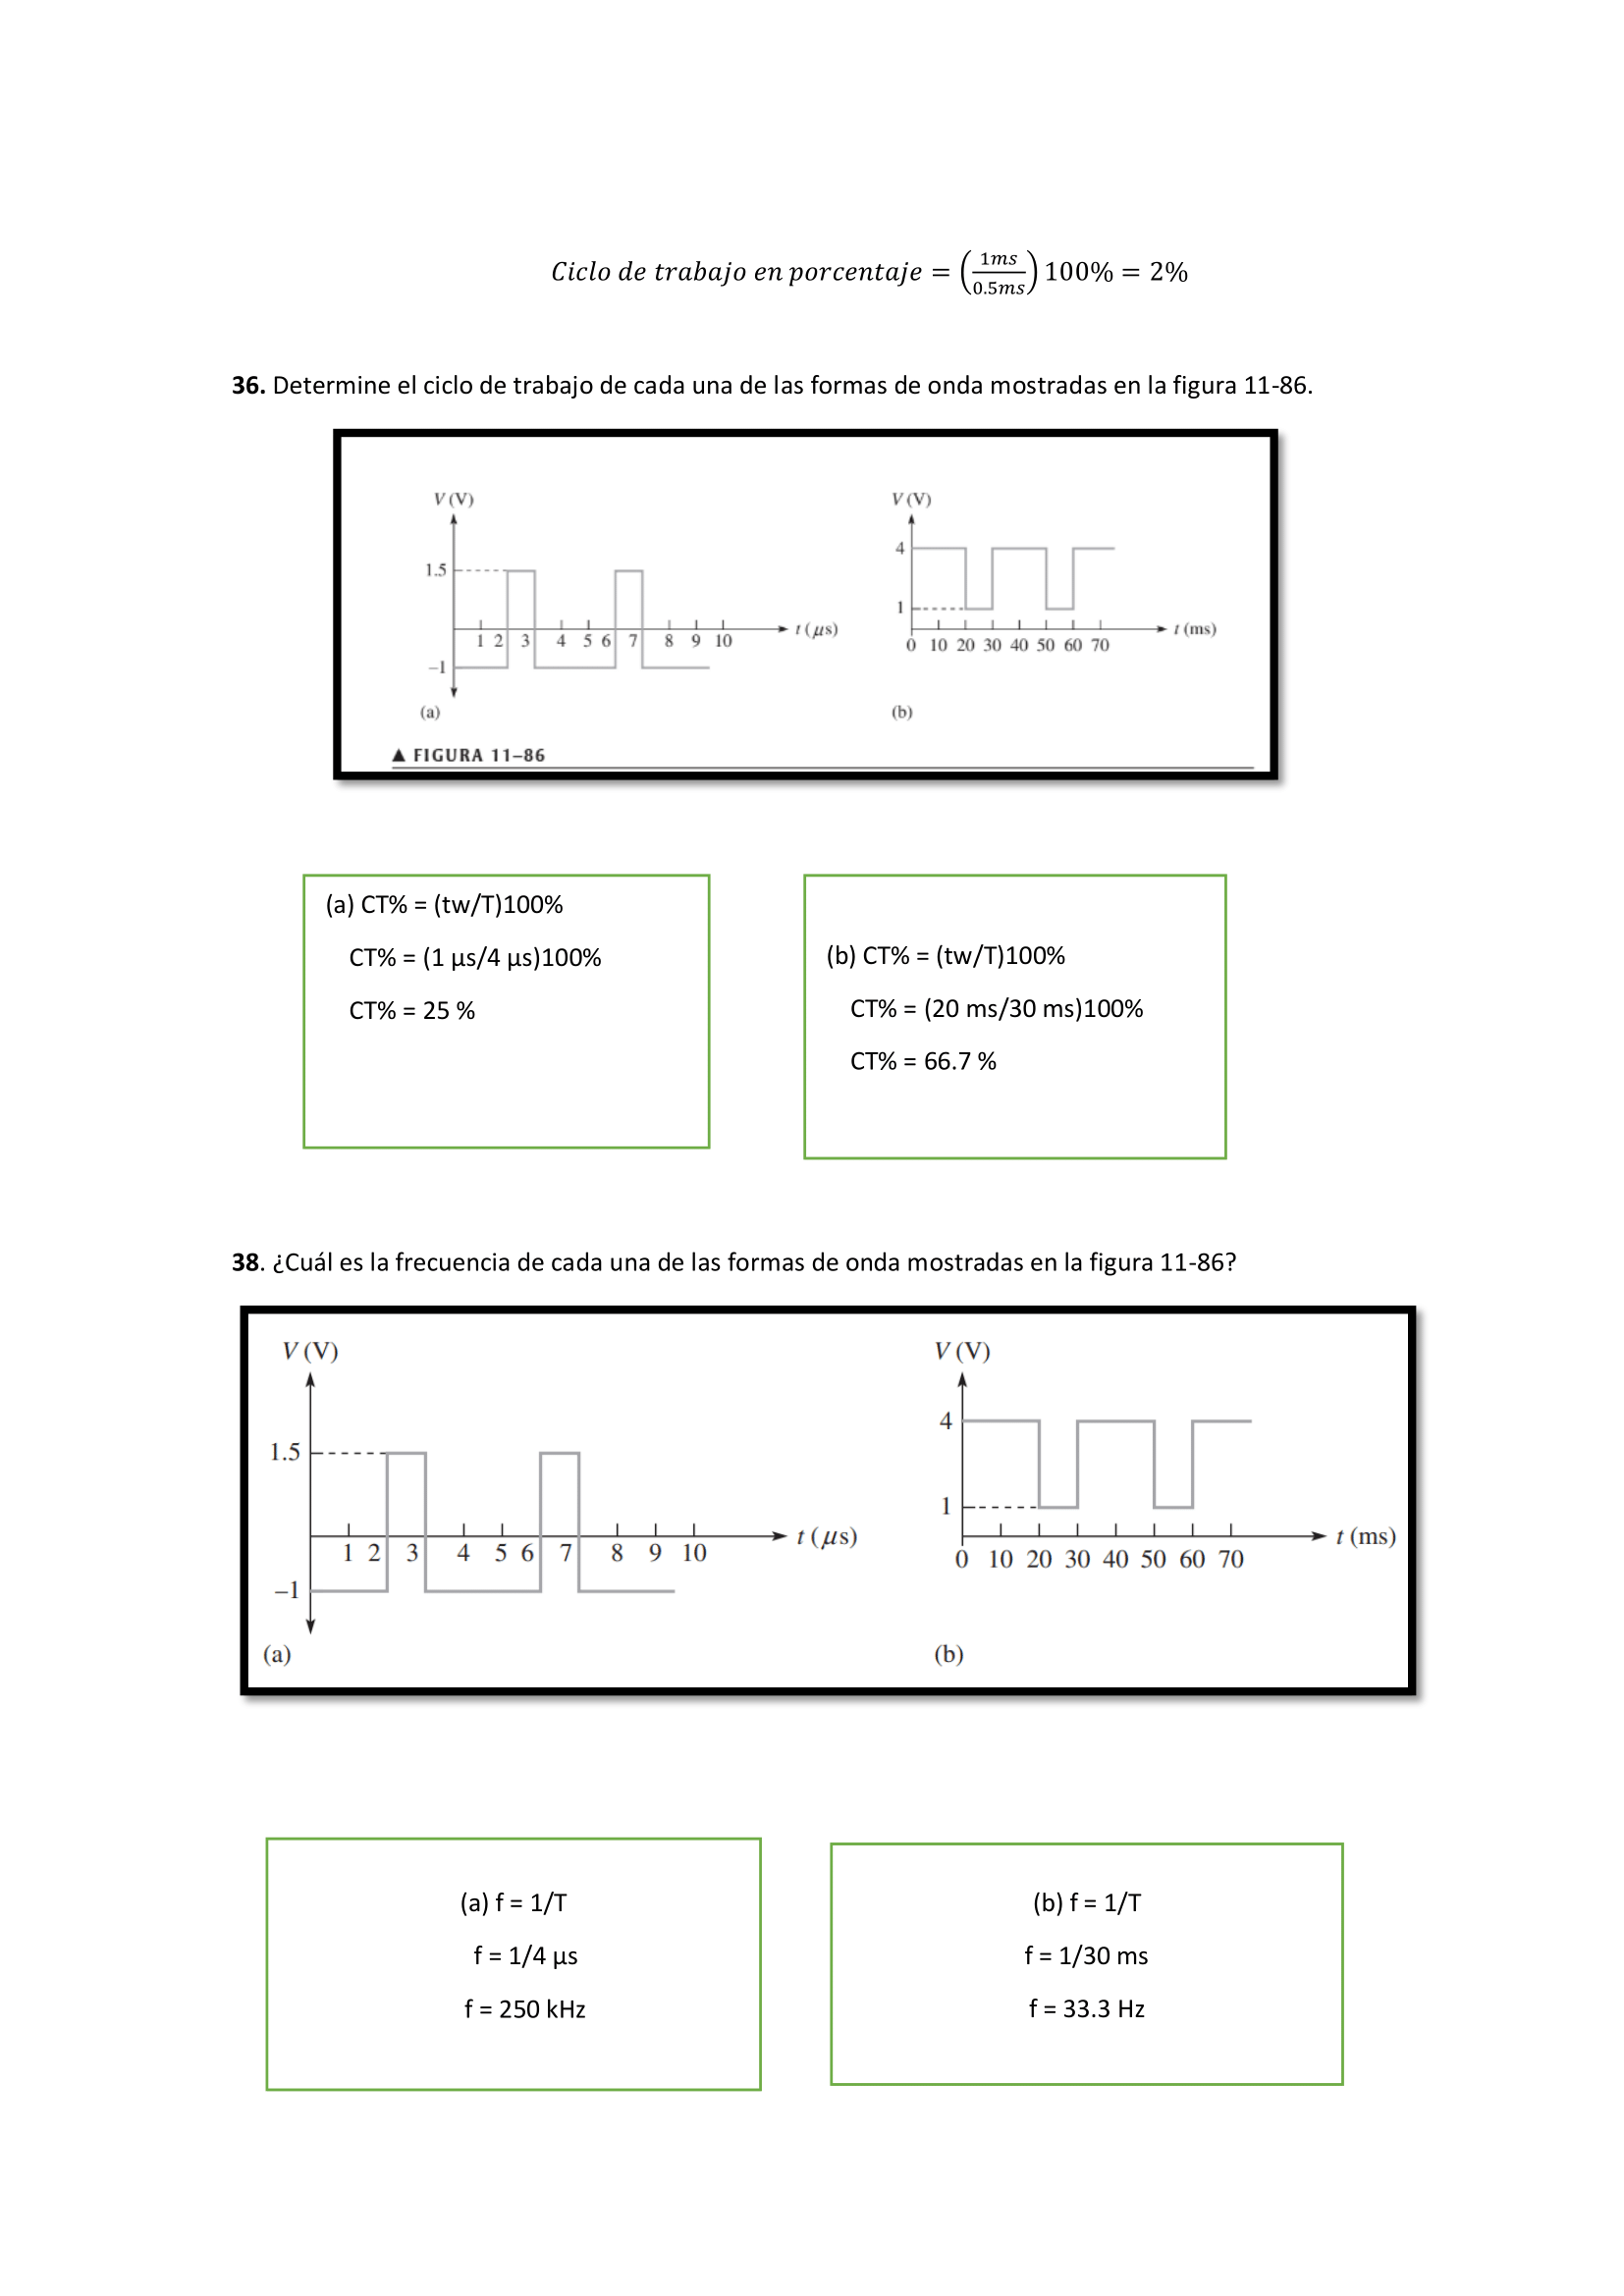 Ciclo de trabajo en porcentaje = (1ms/0.5ms) 100% = 2%
36. Determine el ciclo de trabajo de cada una de las formas de onda mostradas en la figura 11-86.
V (V)
1.5
1 2 3 4 5 6 7 8 9 10
t (μs)
–1
(a)
V (V)
4
1
0 10 20 30 40 50 60 70
t (ms)
(b)
▲ FIGURA 11–86
(a) CT% = (tw/T)100%
CT% = (1 µs/4 µs)100%
CT% = 25 %
(b) CT% = (tw/T)100%
CT% = (20 ms/30 ms)100%
CT% = 66.7 %
38. ¿Cuál es la frecuencia de cada una de las formas de onda mostradas en la figura 11-86?
V (V)
1.5
1 2 3 4 5 6 7 8 9 10
t (μs)
–1
(a)
V (V)
4
1
0 10 20 30 40 50 60 70
t (ms)
(b)
(a) f = 1/T
f = 1/4 µs
f = 250 kHz
(b) f = 1/T
f = 1/30 ms
f = 33.3 Hz